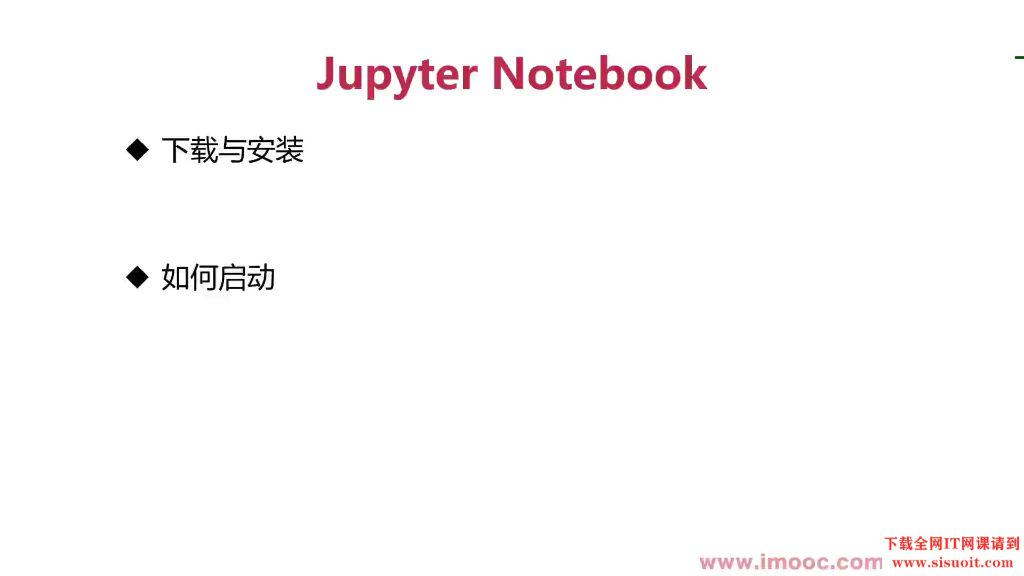 Jupyter Notebook
◆ 下载与安装
◆ 如何启动
下载全网IT网课请到
www.imooc.com
www.sisuoit.com